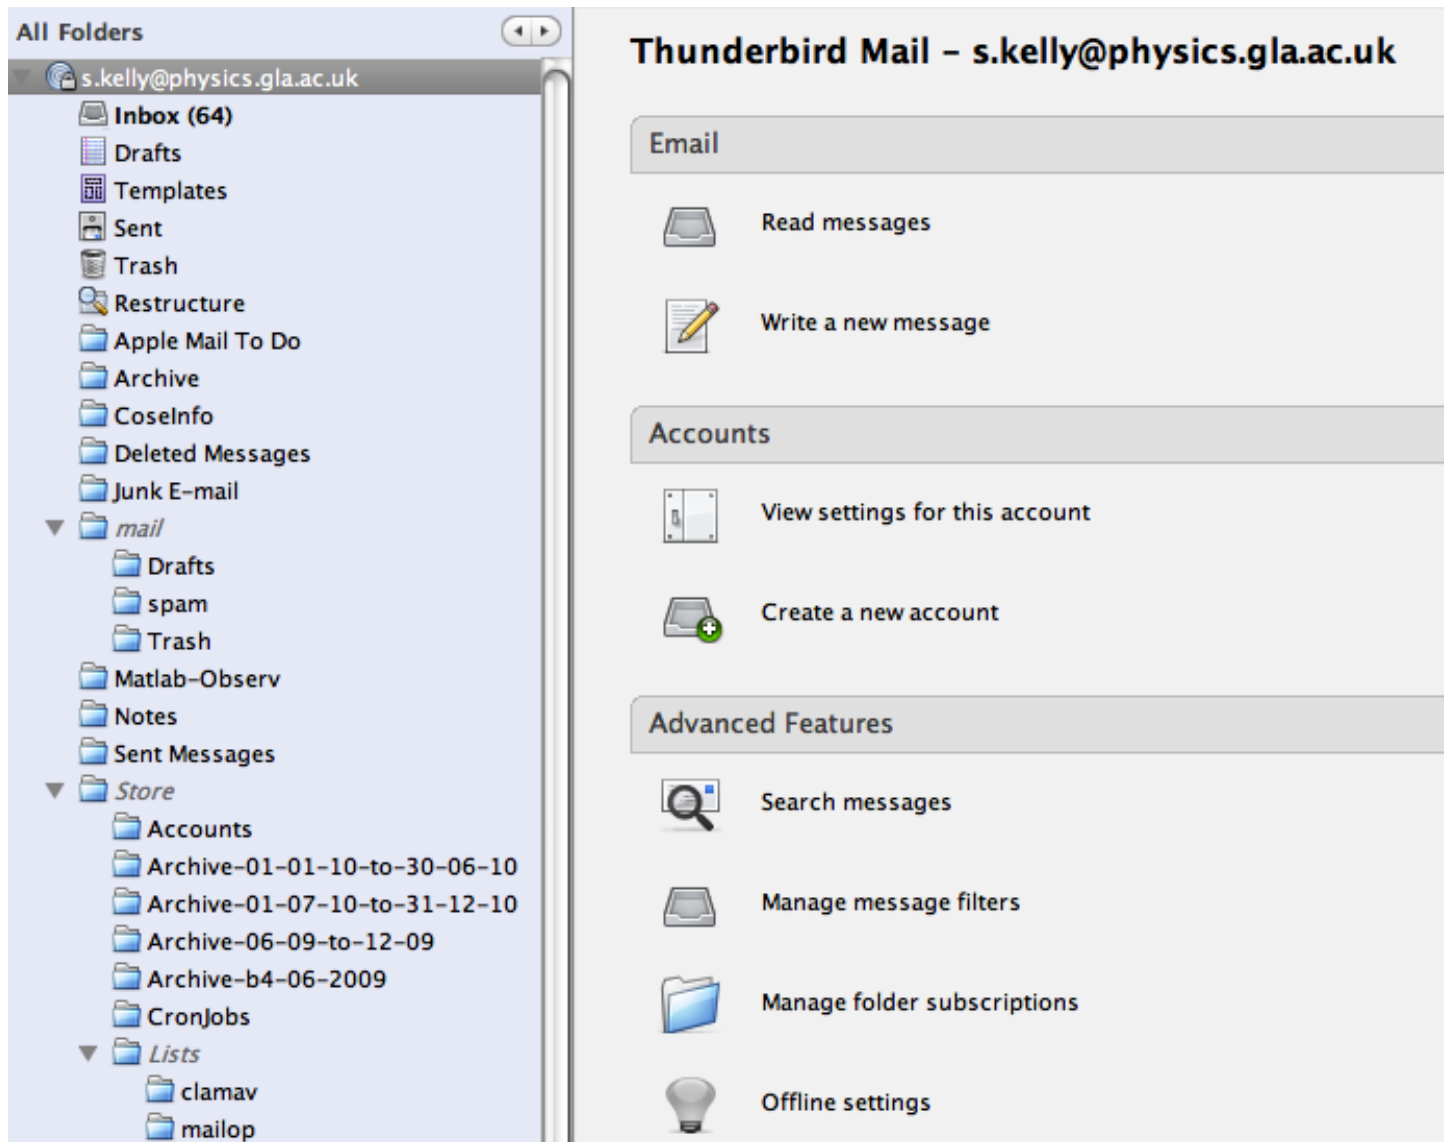 All Folders
s.kelly@physics.gla.ac.uk
Inbox (64)
Drafts
Templates
Sent
Trash
Restructure
Apple Mail To Do
Archive
CoseInfo
Deleted Messages
Junk E-mail
mail
Drafts
spam
Trash
Matlab-Observ
Notes
Sent Messages
Store
Accounts
Archive-01-01-10-to-30-06-10
Archive-01-07-10-to-31-12-10
Archive-06-09-to-12-09
Archive-b4-06-2009
CronJobs
Lists
clamav
mailop
Thunderbird Mail - s.kelly@physics.gla.ac.uk
Email
Read messages
Write a new message
Accounts
View settings for this account
Create a new account
Advanced Features
Search messages
Manage message filters
Manage folder subscriptions
Offline settings